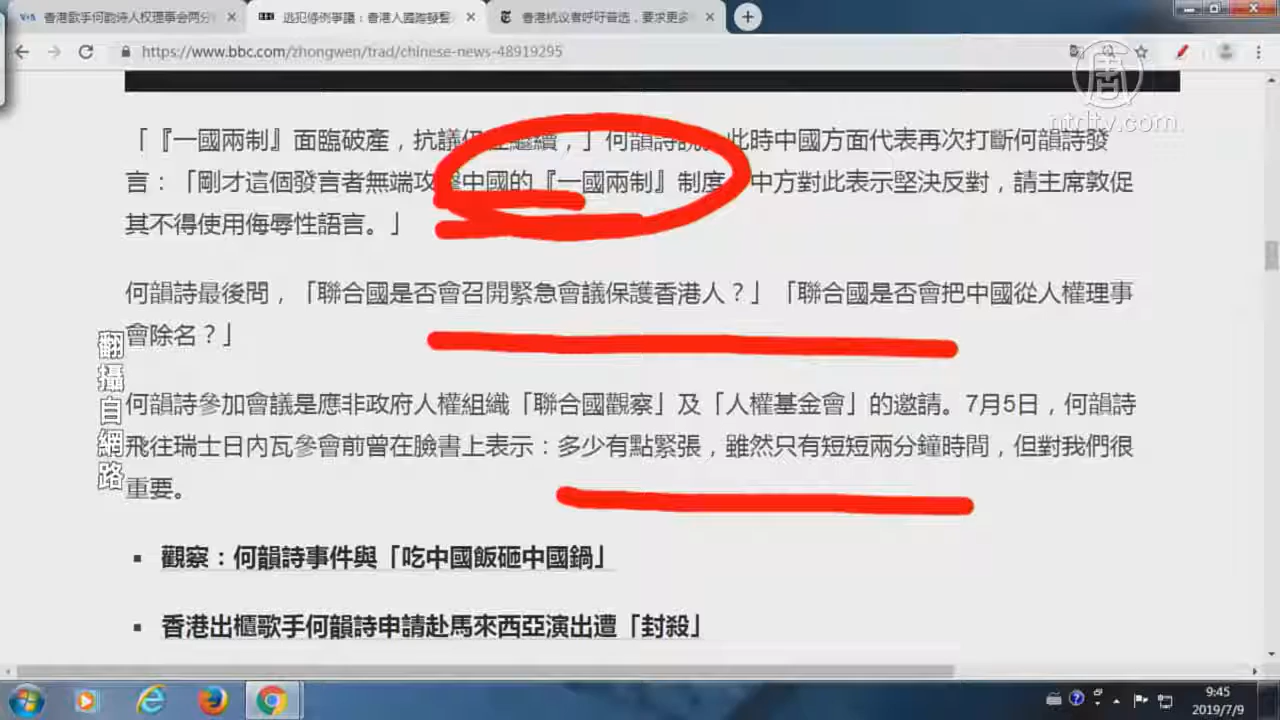 香港歌手何韵诗人权理事会两分
逃犯條例爭議：香港人國際擬聲
香港抗议者呼吁普选，要求更多
https://www.bbc.com/zhongwen/trad/chinese-news-48919295
ntdtv.com
「『一國兩制』面臨破產，抗議仍在繼續，」何韻詩說。此時中國方面代表再次打斷何韻詩發
言：「剛才這個發言者無端攻擊中國的『一國兩制』制度，中方對此表示堅決反對，請主席敦促
其不得使用侮辱性語言。」
何韻詩最後問，「聯合國是否會召開緊急會議保護香港人？」「聯合國是否會把中國從人權理事
會除名？」
翻攝自網路
何韻詩參加會議是應非政府人權組織「聯合國觀察」及「人權基金會」的邀請。7月5日，何韻詩
飛往瑞士日內瓦參會前曾在臉書上表示：多少有點緊張，雖然只有短短兩分鐘時間，但對我們很
重要。
觀察：何韻詩事件與「吃中國飯砸中國鍋」
香港出櫃歌手何韻詩申請赴馬來西亞演出遭「封殺」
9:45
2019/7/9